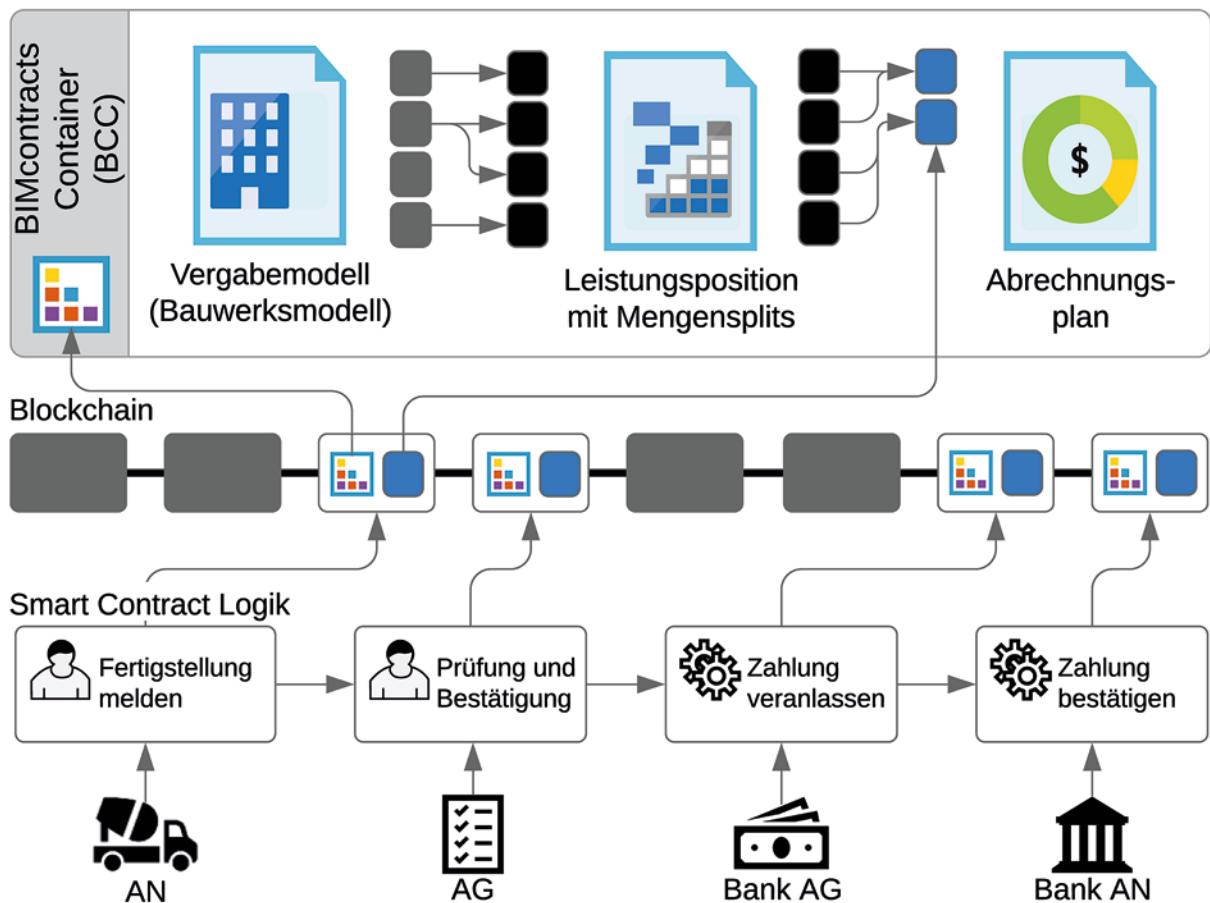 BIMcontracts
Container
(BCC)
Vergabemodell
(Bauwerksmodell)
Leistungsposition
mit Mengensplits
$
Abrechnungs-
plan
Blockchain
Smart Contract Logik
Fertigstellung
melden
Prüfung und
Bestätigung
Zahlung
veranlassen
Zahlung
bestätigen
AN
AG
Bank AG
Bank AN